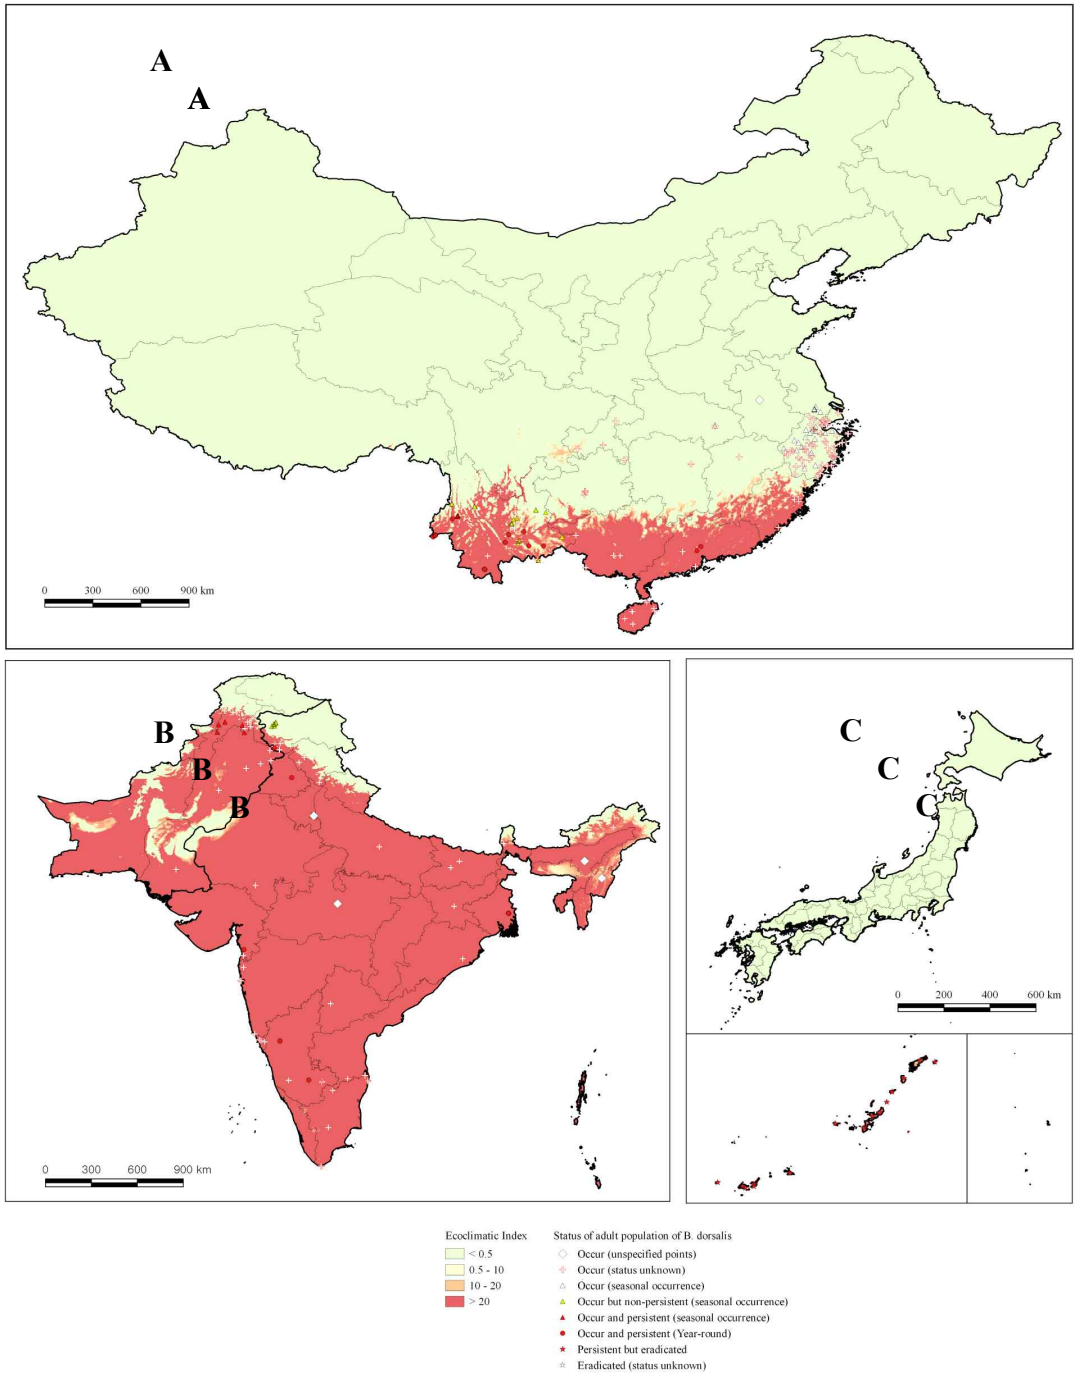 A
A
0 300 600 900 km
B
B
B
0 300 600 900 km
C
C
C
0 200 400 600 km
Ecoclimatic Index
< 0.5
0.5 - 10
10 - 20
> 20
Status of adult population of B. dorsalis
Occur (unspecified points)
Occur (status unknown)
Occur (seasonal occurrence)
Occur but non-persistent (seasonal occurrence)
Occur and persistent (seasonal occurrence)
Occur and persistent (Year-round)
Persistent but eradicated
Eradicated (status unknown)